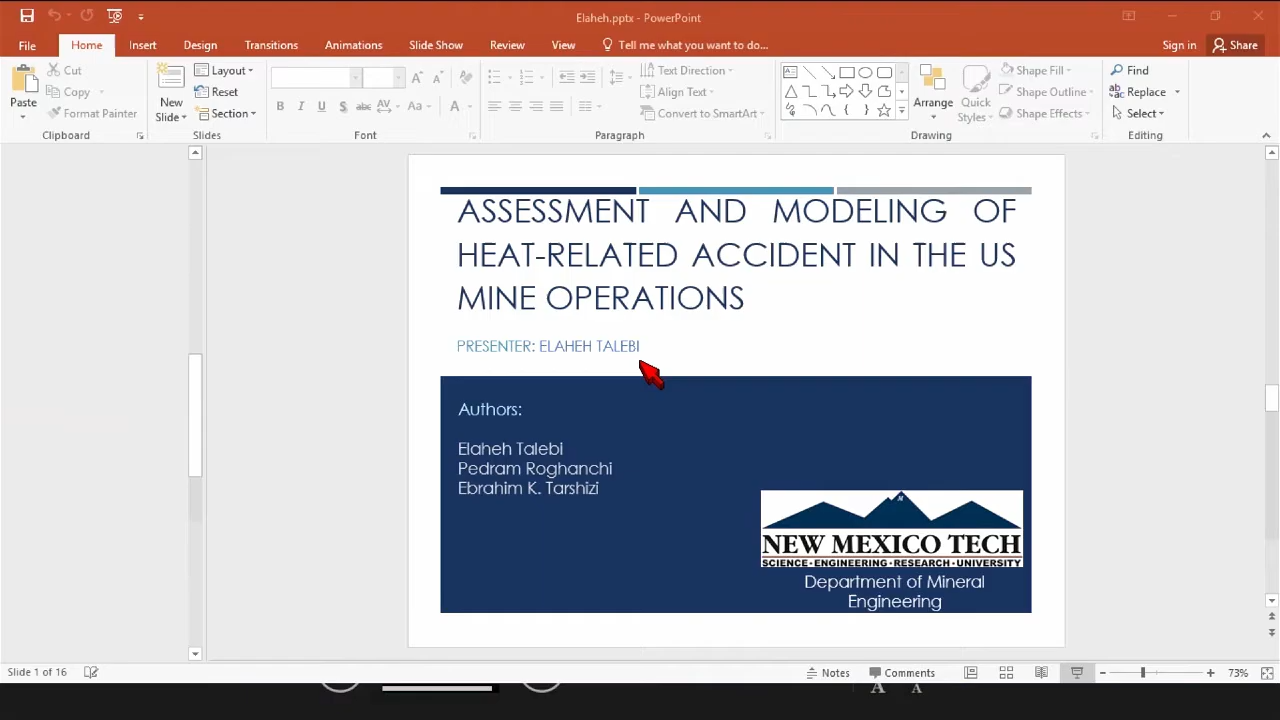 Elaheh.pptx - PowerPoint
File Home Insert Design Transitions Animations Slide Show Review View Tell me what you want to do... Sign in Share
Paste
Cut
Copy
Format Painter
Clipboard
New Slide
Layout
Reset
Section
Slides
B I U S abc AV Aa A
Font
Text Direction
Align Text
Convert to SmartArt
Paragraph
Arrange
Quick Styles
Shape Fill
Shape Outline
Shape Effects
Drawing
Find
Replace
Select
Editing
ASSESSMENT AND MODELING OF
HEAT-RELATED ACCIDENT IN THE US
MINE OPERATIONS
PRESENTER: ELAHEH TALEBI
Authors:
Elaheh Talebi
Pedram Roghanchi
Ebrahim K. Tarshizi
NEW MEXICO TECH
SCIENCE • ENGINEERING • RESEARCH • UNIVERSITY
Department of Mineral
Engineering
Slide 1 of 16
Notes Comments 73%
A A